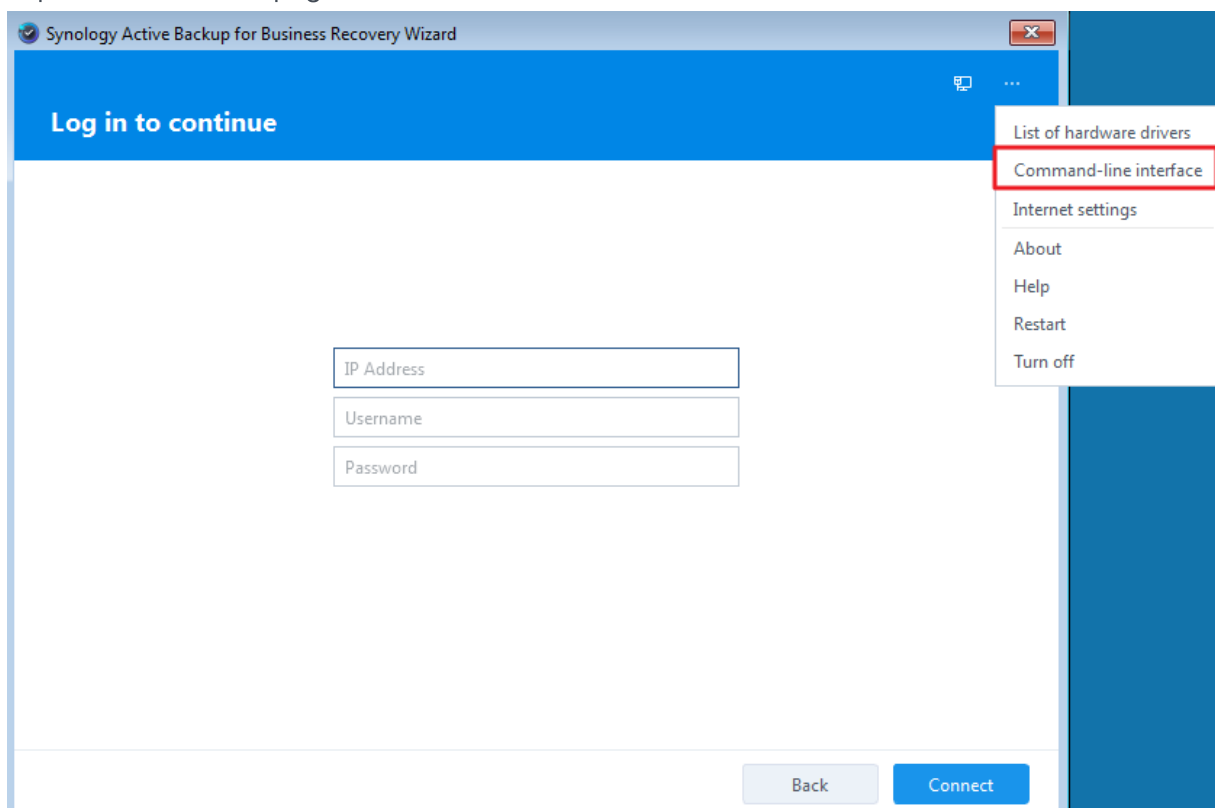 Synology Active Backup for Business Recovery Wizard
...
Log in to continue
List of hardware drivers
Command-line interface
Internet settings
About
Help
Restart
Turn off
IP Address
Username
Password
Back
Connect